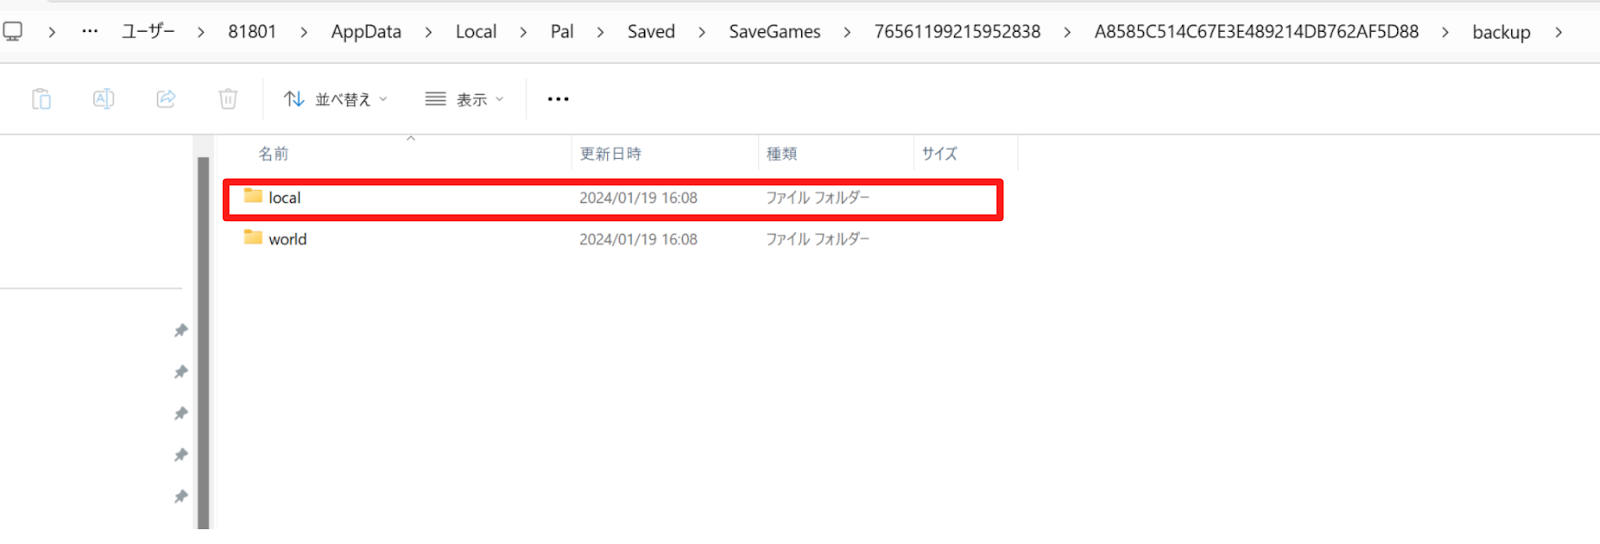 … ユーザー 81801 AppData Local Pal Saved SaveGames 76561199215952838 A8585C514C67E3E489214DB762AF5D88 backup
並べ替え 表示 …
名前 更新日時 種類 サイズ
local 2024/01/19 16:08 ファイル フォルダー
world 2024/01/19 16:08 ファイル フォルダー